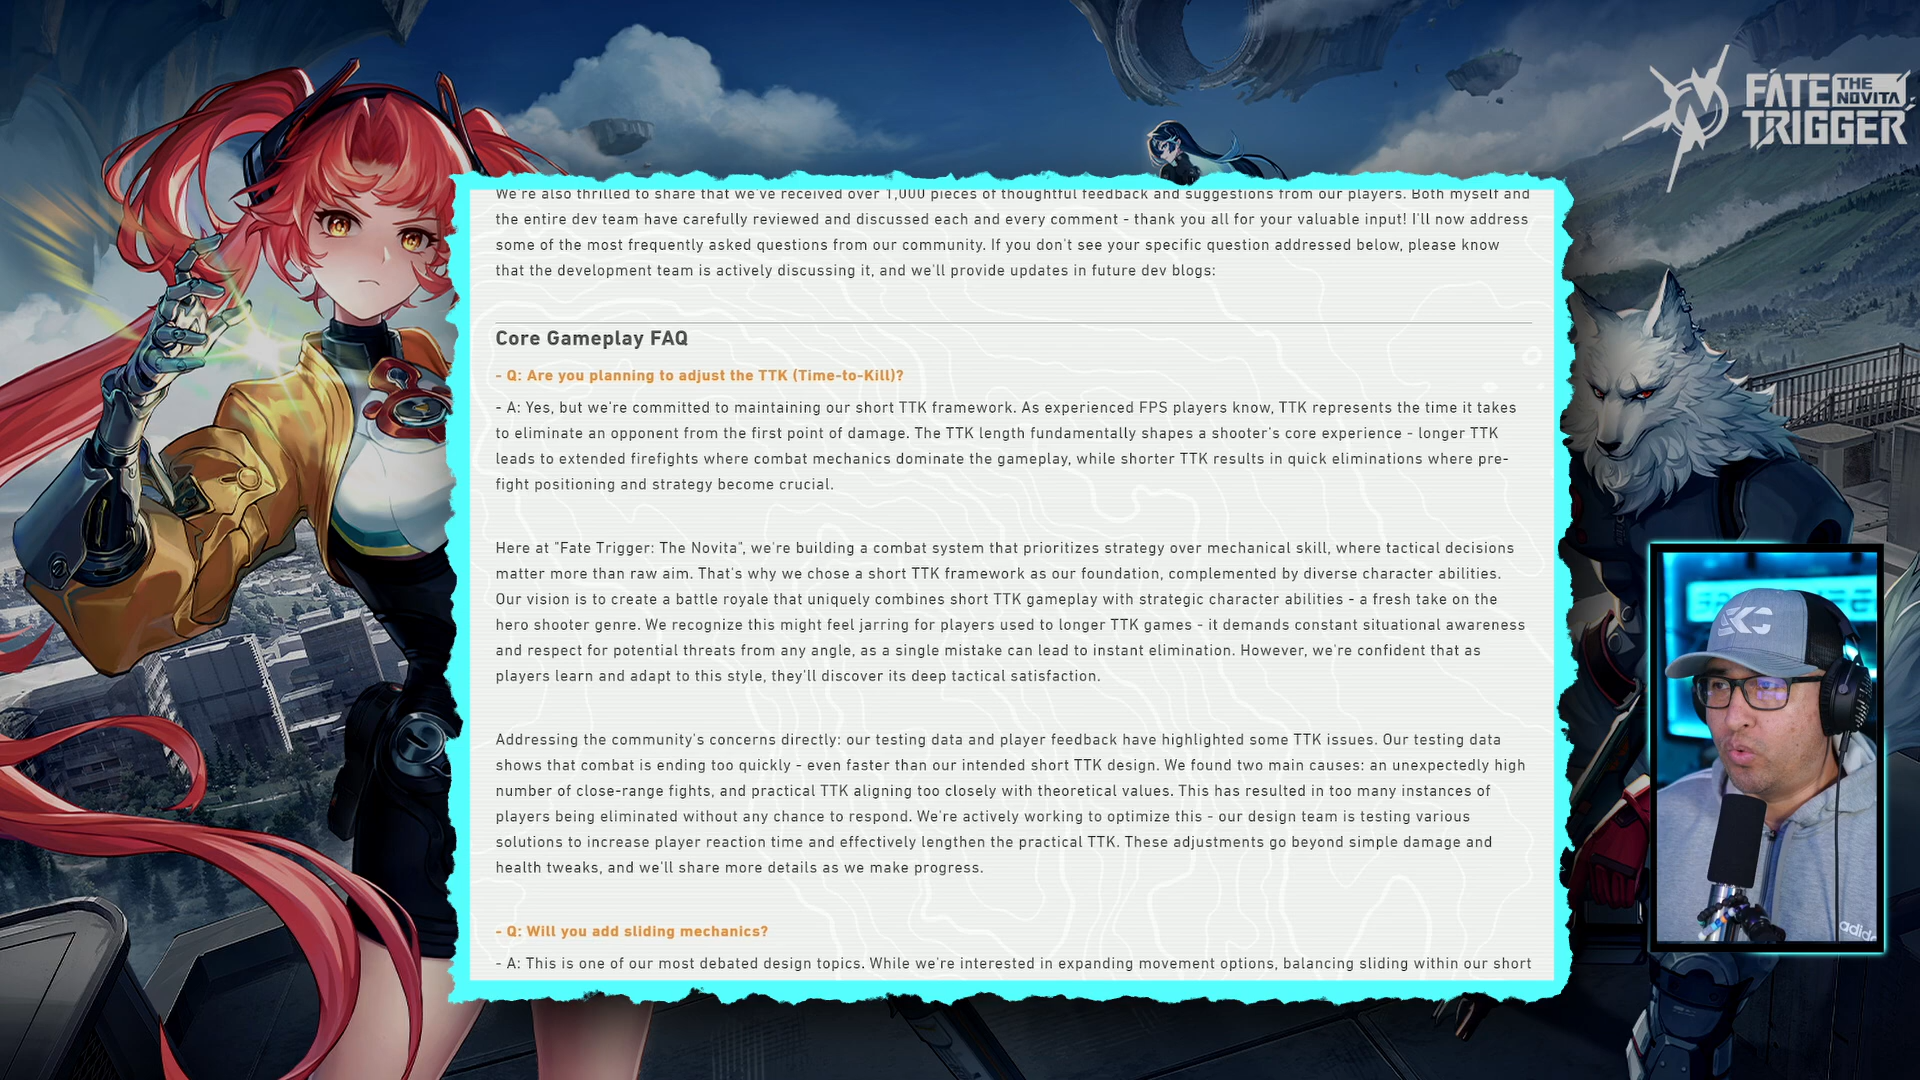 FATE THE NOVITA
TRIGGER
We're also thrilled to share that we've received over 1,000 pieces of thoughtful feedback and suggestions from our players. Both myself and
the entire dev team have carefully reviewed and discussed each and every comment - thank you all for your valuable input! I'll now address
some of the most frequently asked questions from our community. If you don't see your specific question addressed below, please know
that the development team is actively discussing it, and we'll provide updates in future dev blogs:
Core Gameplay FAQ
- Q: Are you planning to adjust the TTK (Time-to-Kill)?
- A: Yes, but we're committed to maintaining our short TTK framework. As experienced FPS players know, TTK represents the time it takes
to eliminate an opponent from the first point of damage. The TTK length fundamentally shapes a shooter's core experience - longer TTK
leads to extended firefights where combat mechanics dominate the gameplay, while shorter TTK results in quick eliminations where pre-
fight positioning and strategy become crucial.
Here at "Fate Trigger: The Novita", we're building a combat system that prioritizes strategy over mechanical skill, where tactical decisions
matter more than raw aim. That's why we chose a short TTK framework as our foundation, complemented by diverse character abilities.
Our vision is to create a battle royale that uniquely combines short TTK gameplay with strategic character abilities - a fresh take on the
hero shooter genre. We recognize this might feel jarring for players used to longer TTK games - it demands constant situational awareness
and respect for potential threats from any angle, as a single mistake can lead to instant elimination. However, we're confident that as
players learn and adapt to this style, they'll discover its deep tactical satisfaction.
Addressing the community's concerns directly: our testing data and player feedback have highlighted some TTK issues. Our testing data
shows that combat is ending too quickly - even faster than our intended short TTK design. We found two main causes: an unexpectedly high
number of close-range fights, and practical TTK aligning too closely with theoretical values. This has resulted in too many instances of
players being eliminated without any chance to respond. We're actively working to optimize this - our design team is testing various
solutions to increase player reaction time and effectively lengthen the practical TTK. These adjustments go beyond simple damage and
health tweaks, and we'll share more details as we make progress.
- Q: Will you add sliding mechanics?
- A: This is one of our most debated design topics. While we're interested in expanding movement options, balancing sliding within our short
SKG
adidas